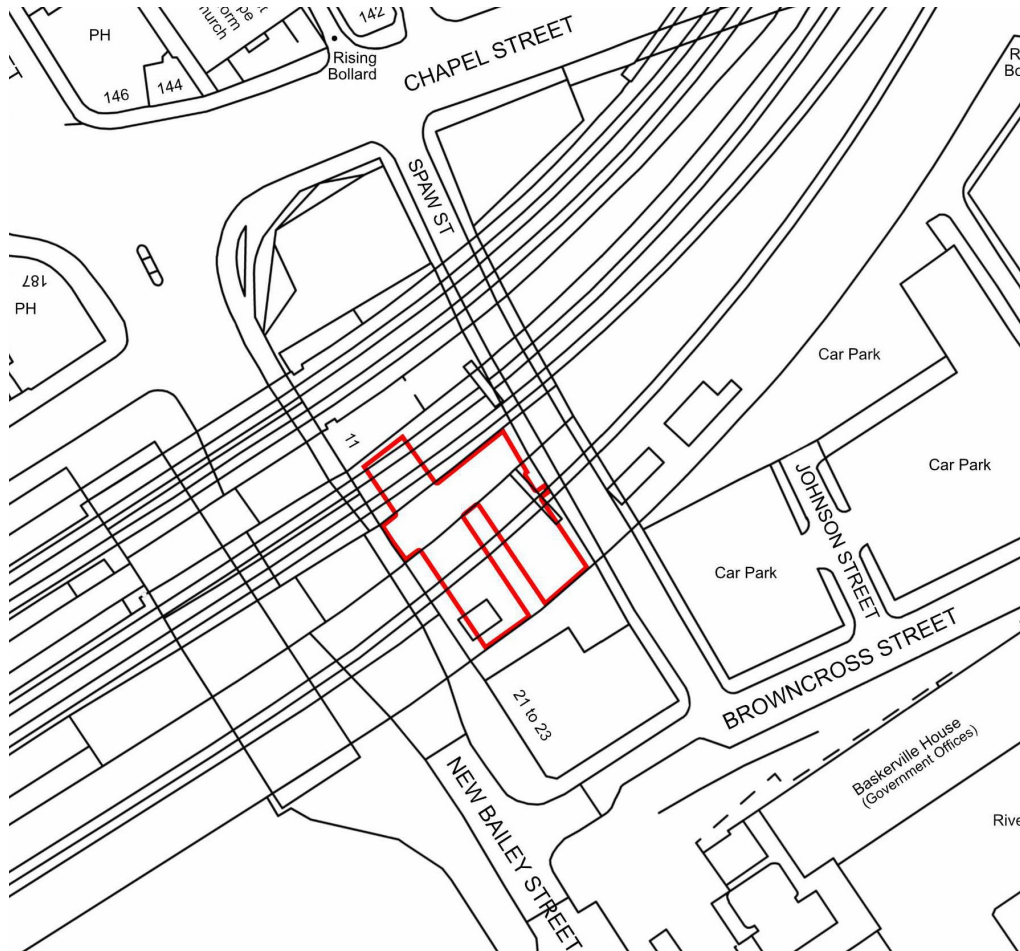 142
PH
Church
Rising
Bollard
CHAPEL STREET
144
146
SPAW ST
187
PH
Car Park
11
Car Park
JOHNSON STREET
Car Park
BROWNCROSS STREET
21 to 23
NEW BAILEY STREET
Baskerville House
(Government Offices)